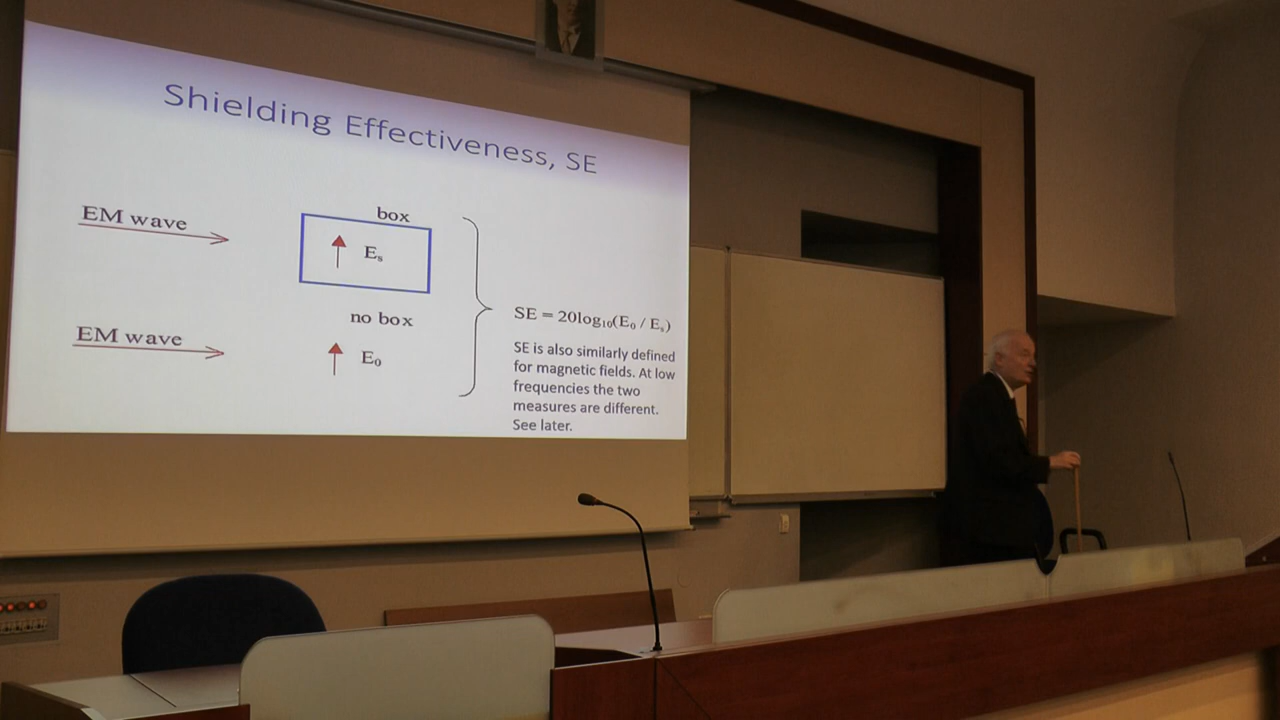 Shielding Effectiveness, SE
EM wave
box
Eₛ
no box
EM wave
E₀
SE = 20log₁₀(E₀ / Eₛ)
SE is also similarly defined
for magnetic fields. At low
frequencies the two
measures are different.
See later.